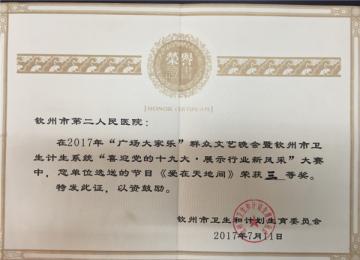 HONOR CERTIFICATE
钦州市第二人民医院：
在2017年“广场大家乐”群众文艺晚会暨钦州市卫
生计生系统“喜迎党的十九大·展示行业新风采”大赛
中，您单位选送的节目《爱在天地间》荣获三等奖。
特发此证，以资鼓励。
钦州市卫生和计划生育委员会
2017年7月11日